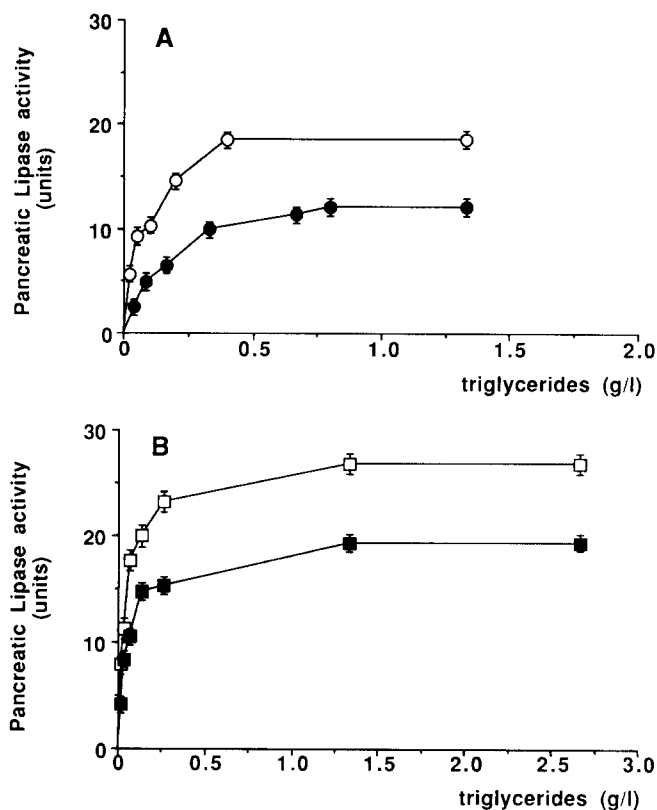 A
30
20
10
0
Pancreatic Lipase activity
(units)
0 0.5 1.0 1.5 2.0
triglycerides (g/l)
B
30
20
10
0
Pancreatic Lipase activity
(units)
0 0.5 1.0 1.5 2.0 2.5 3.0
triglycerides (g/l)